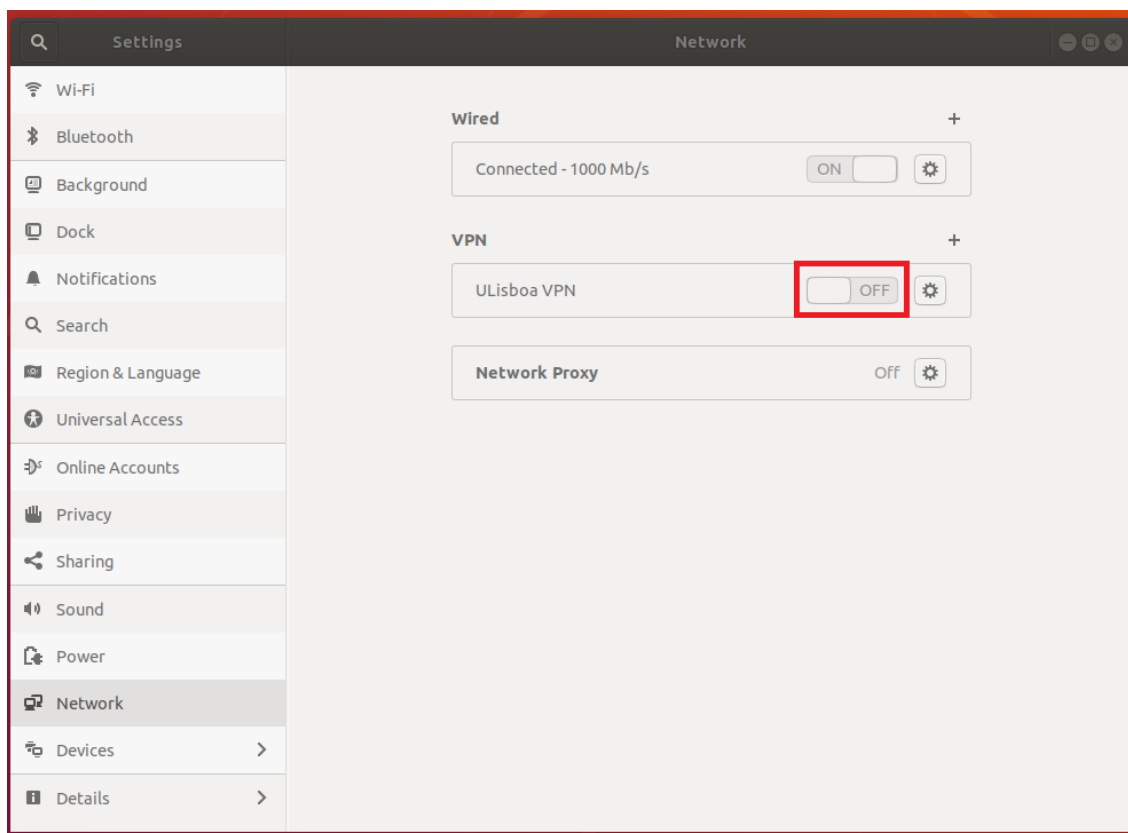 Settings
Network
Wi-Fi
Bluetooth
Background
Dock
Notifications
Search
Region & Language
Universal Access
Online Accounts
Privacy
Sharing
Sound
Power
Network
Devices
Details
Wired
Connected - 1000 Mb/s ON
VPN
ULisboa VPN OFF
Network Proxy Off